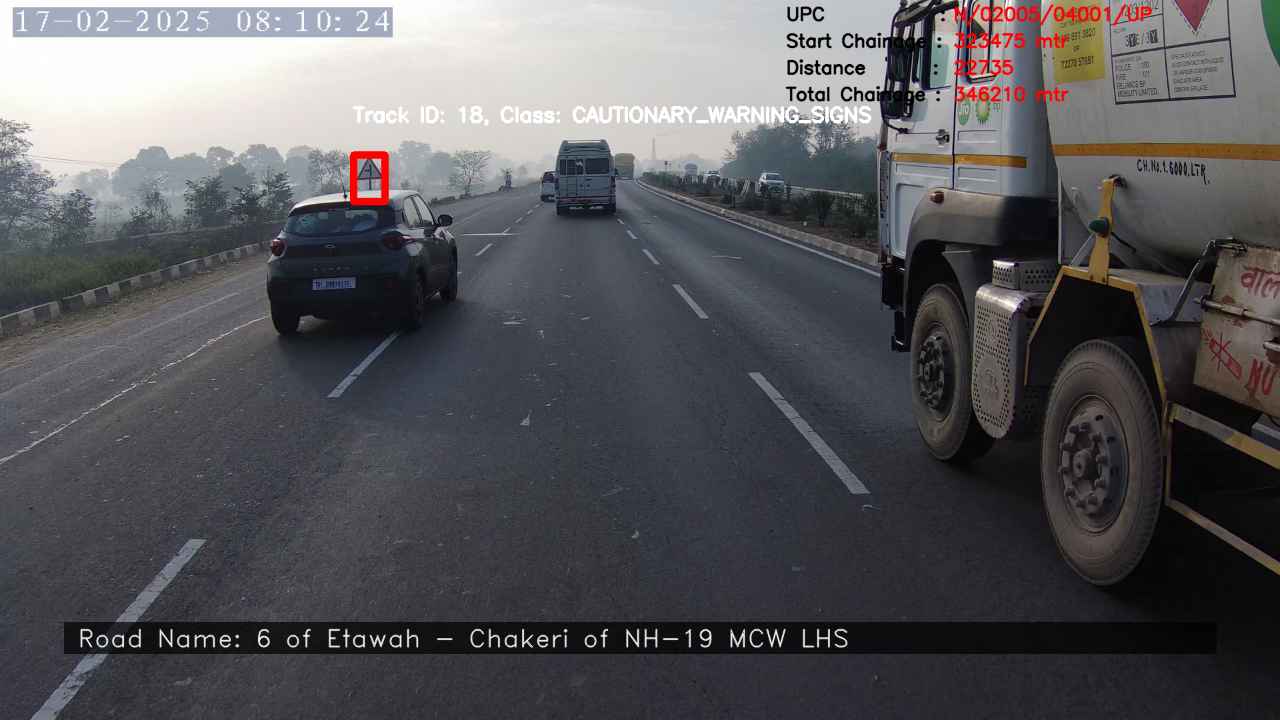 17-02-2025 08:10:24
UPC : N/02005/04001/UP
Start Chainage : 323475 mtr
Distance : 22735
Total Chainage : 346210 mtr
Track ID: 18, Class: CAUTIONARY_WARNING_SIGNS
CH.No.1.6000.LTR.
वाल
NU
Road Name: 6 of Etawah - Chakeri of NH-19 MCW LHS